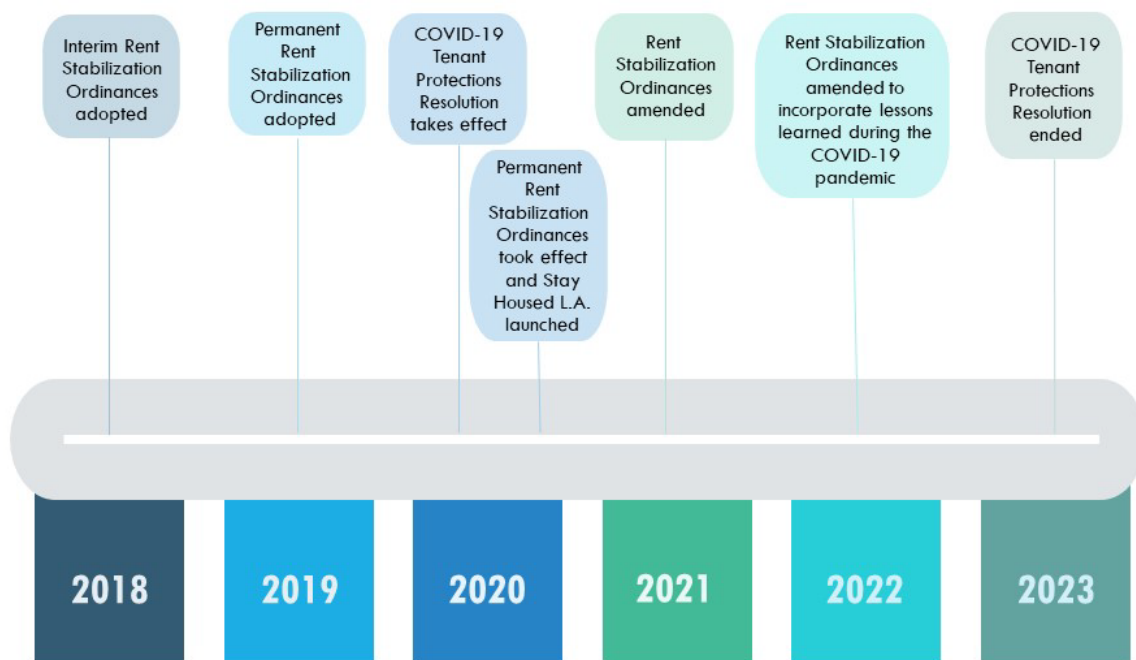 Interim Rent
Stabilization
Ordinances
adopted
Permanent
Rent
Stabilization
Ordinances
adopted
COVID-19
Tenant
Protections
Resolution
takes effect
Permanent
Rent
Stabilization
Ordinances
took effect
and Stay
Housed L.A.
launched
Rent
Stabilization
Ordinances
amended
Rent Stabilization
Ordinances
amended to
incorporate lessons
learned during the
COVID-19
pandemic
COVID-19
Tenant
Protections
Resolution
ended
2018
2019
2020
2021
2022
2023